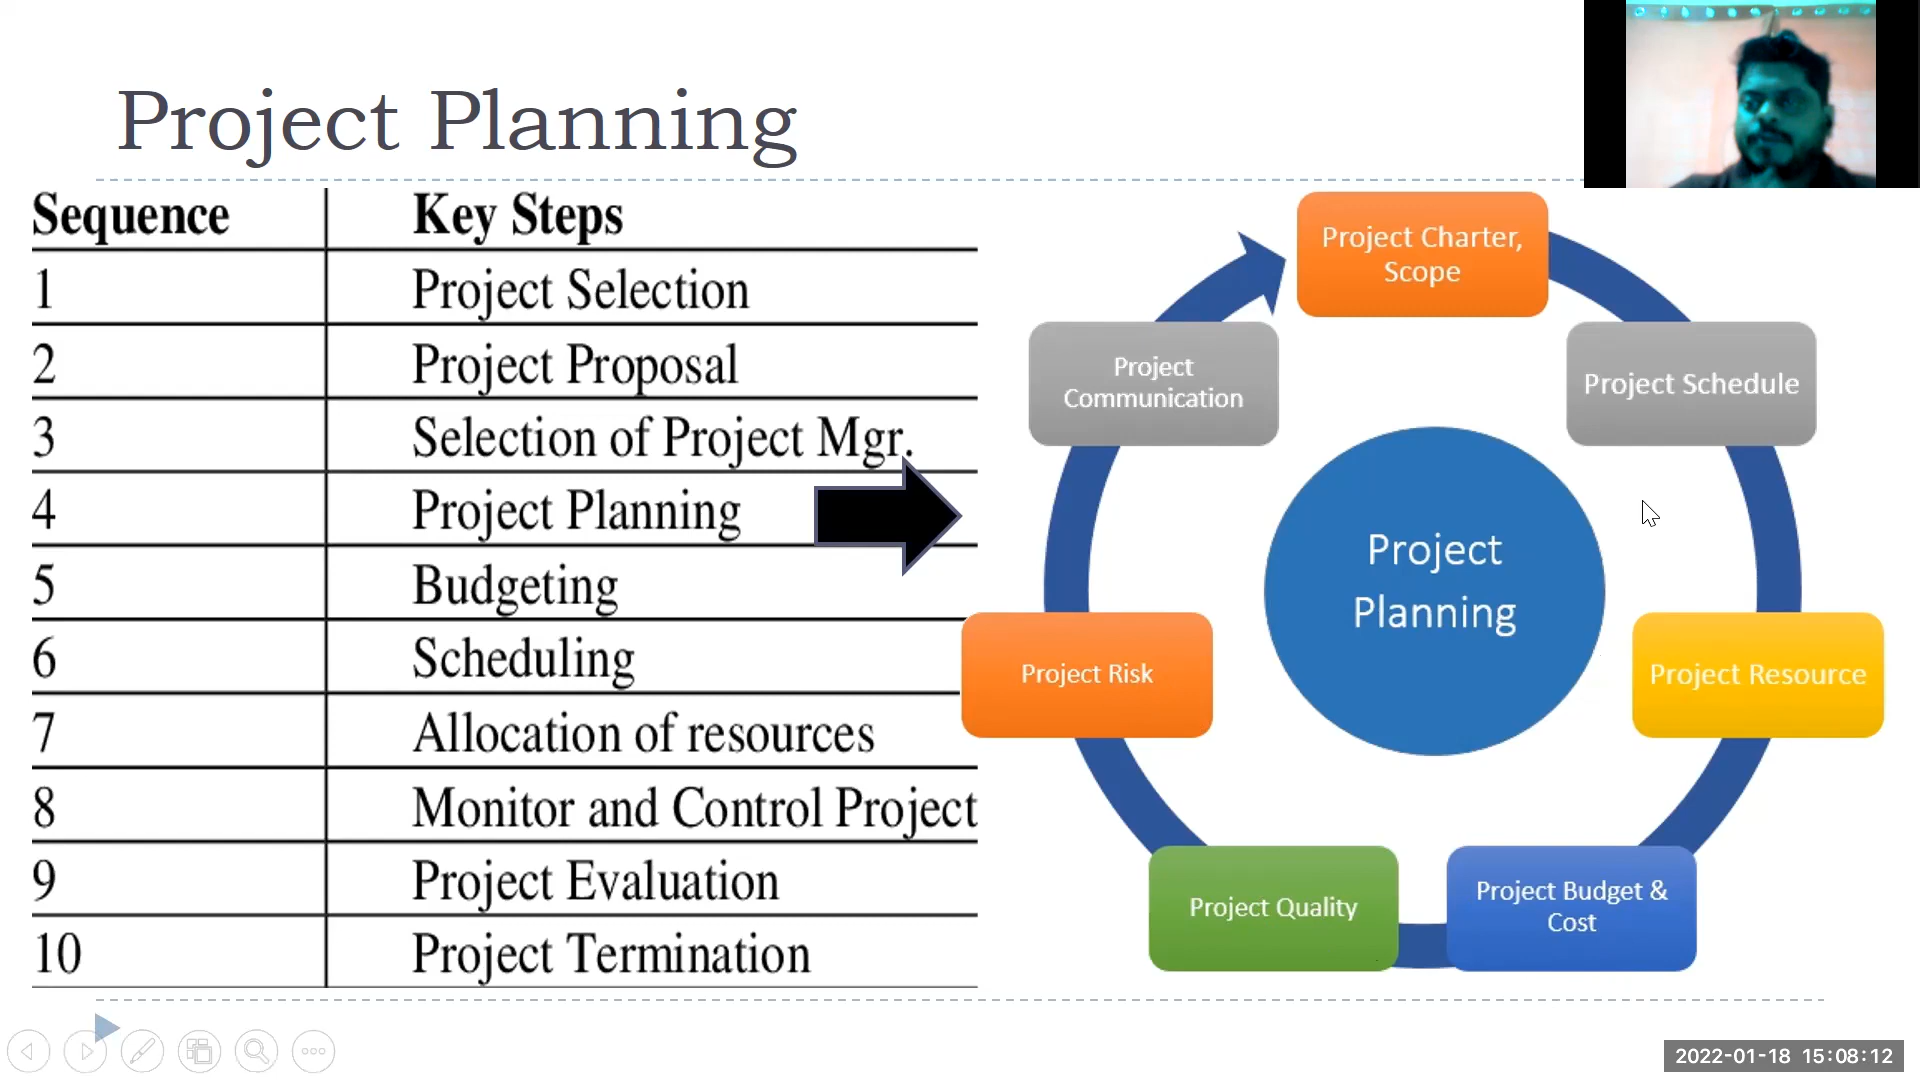 Project Planning
Sequence Key Steps
1 Project Selection
2 Project Proposal
3 Selection of Project Mgr.
4 Project Planning
5 Budgeting
6 Scheduling
7 Allocation of resources
8 Monitor and Control Project
9 Project Evaluation
10 Project Termination
Project Charter,
Scope
Project Schedule
Project Resource
Project Budget &
Cost
Project Quality
Project Risk
Project
Communication
Project
Planning
2022-01-18 15:08:12